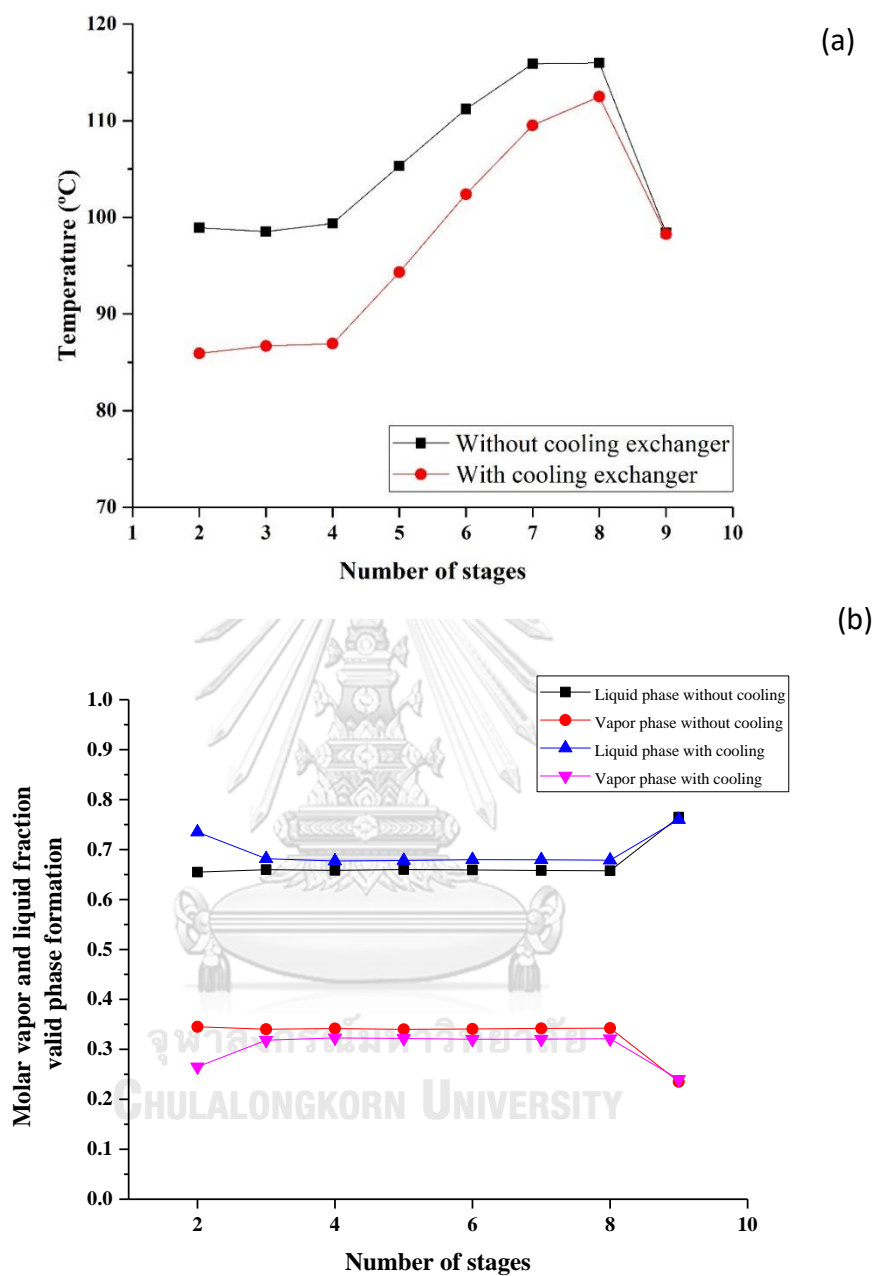 (a)
120
110
100
90
80
70
Temperature (°C)
Without cooling exchanger
With cooling exchanger
1 2 3 4 5 6 7 8 9 10
Number of stages
(b)
1.0
0.9
0.8
0.7
0.6
0.5
0.4
0.3
0.2
0.1
0.0
Molar vapor and liquid fraction
valid phase formation
Liquid phase without cooling
Vapor phase without cooling
Liquid phase with cooling
Vapor phase with cooling
จุฬาลงกรณ์มหาวิทยาลัย
CHULALONGKORN UNIVERSITY
2 4 6 8 10
Number of stages